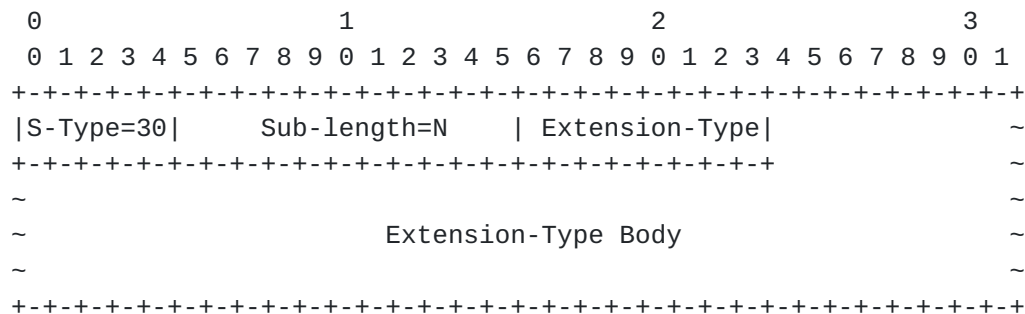 0                   1                   2                   3
 0 1 2 3 4 5 6 7 8 9 0 1 2 3 4 5 6 7 8 9 0 1 2 3 4 5 6 7 8 9 0 1
+-+-+-+-+-+-+-+-+-+-+-+-+-+-+-+-+-+-+-+-+-+-+-+-+-+-+-+-+-+-+-+-+
|S-Type=30|     Sub-length=N    | Extension-Type|               ~
+-+-+-+-+-+-+-+-+-+-+-+-+-+-+-+-+-+-+-+-+-+-+-+-+               ~
~                                                               ~
~                       Extension-Type Body                     ~
~                                                               ~
+-+-+-+-+-+-+-+-+-+-+-+-+-+-+-+-+-+-+-+-+-+-+-+-+-+-+-+-+-+-+-+-+